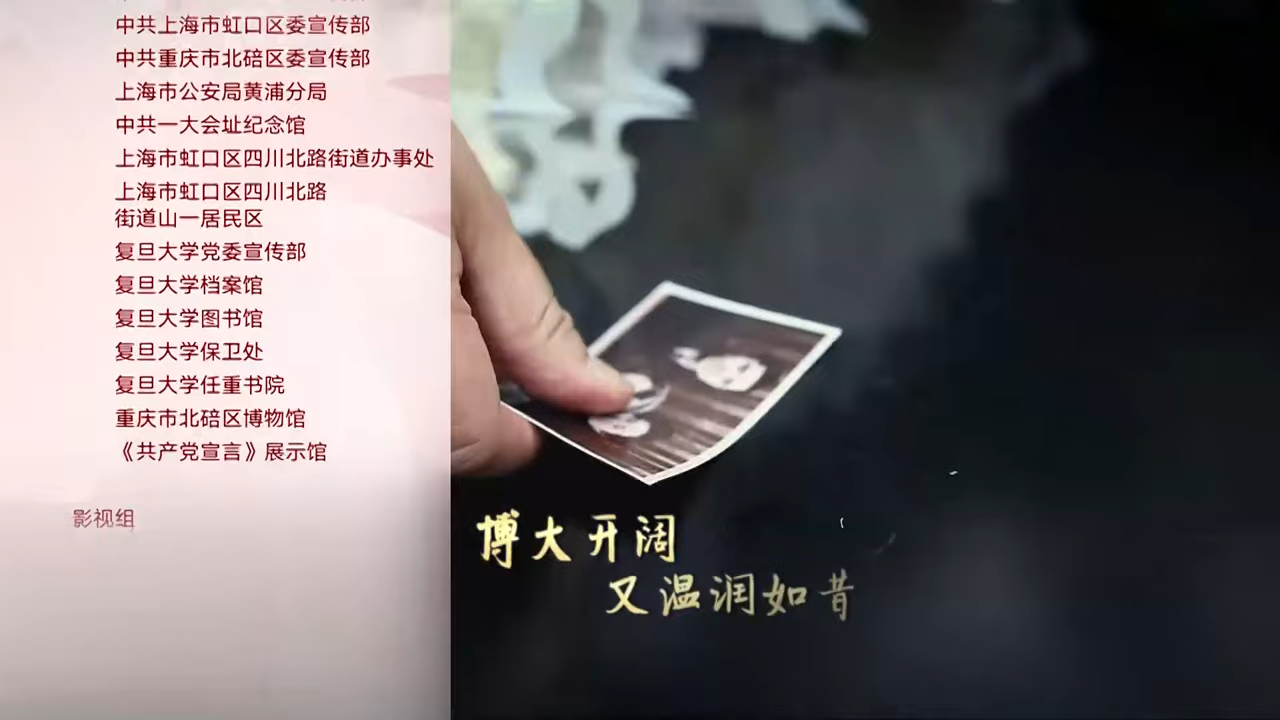 中共上海市虹口区委宣传部
中共重庆市北碚区委宣传部
上海市公安局黄浦分局
中共一大会址纪念馆
上海市虹口区四川北路街道办事处
上海市虹口区四川北路
街道山一居民区
复旦大学党委宣传部
复旦大学档案馆
复旦大学图书馆
复旦大学保卫处
复旦大学任重书院
重庆市北碚区博物馆
《共产党宣言》展示馆
影视组
博大开阔
又温润如昔